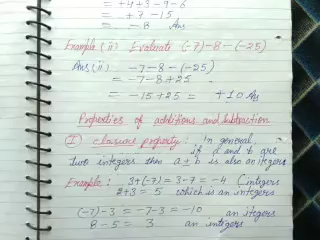 = +4+3-9-6
= +7-15
= -8 Ans
Example (ii) Evaluate (-7)-8-(-25)
Ans(ii) -7-8-(-25)
= -7-8+25
= -15+25 = +10 Ans
Properties of additions and Subtraction
(I) closure property: In general,
if a and b are
two integers then a ± b is also an itegers
Example: 3+(-7) = 3-7 = -4 (integers
2+3 = 5 which is an integers
(-7)-3 = -7-3 = -10 an itegers
8-5 = 3 an integers